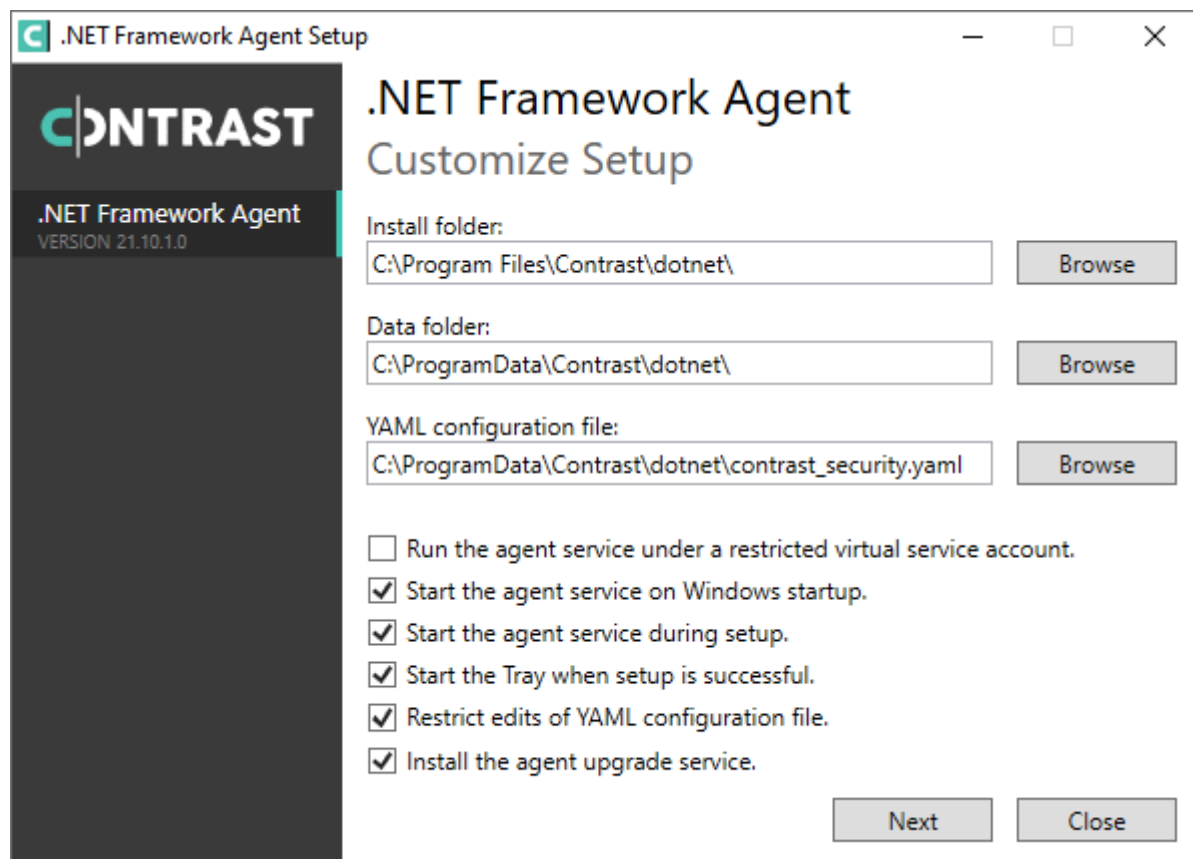 .NET Framework Agent Setup
CONTRAST
.NET Framework Agent
VERSION 21.10.1.0
.NET Framework Agent
Customize Setup
Install folder:
C:\Program Files\Contrast\dotnet\
Browse
Data folder:
C:\ProgramData\Contrast\dotnet\
Browse
YAML configuration file:
C:\ProgramData\Contrast\dotnet\contrast_security.yaml
Browse
Run the agent service under a restricted virtual service account.
Start the agent service on Windows startup.
Start the agent service during setup.
Start the Tray when setup is successful.
Restrict edits of YAML configuration file.
Install the agent upgrade service.
Next
Close